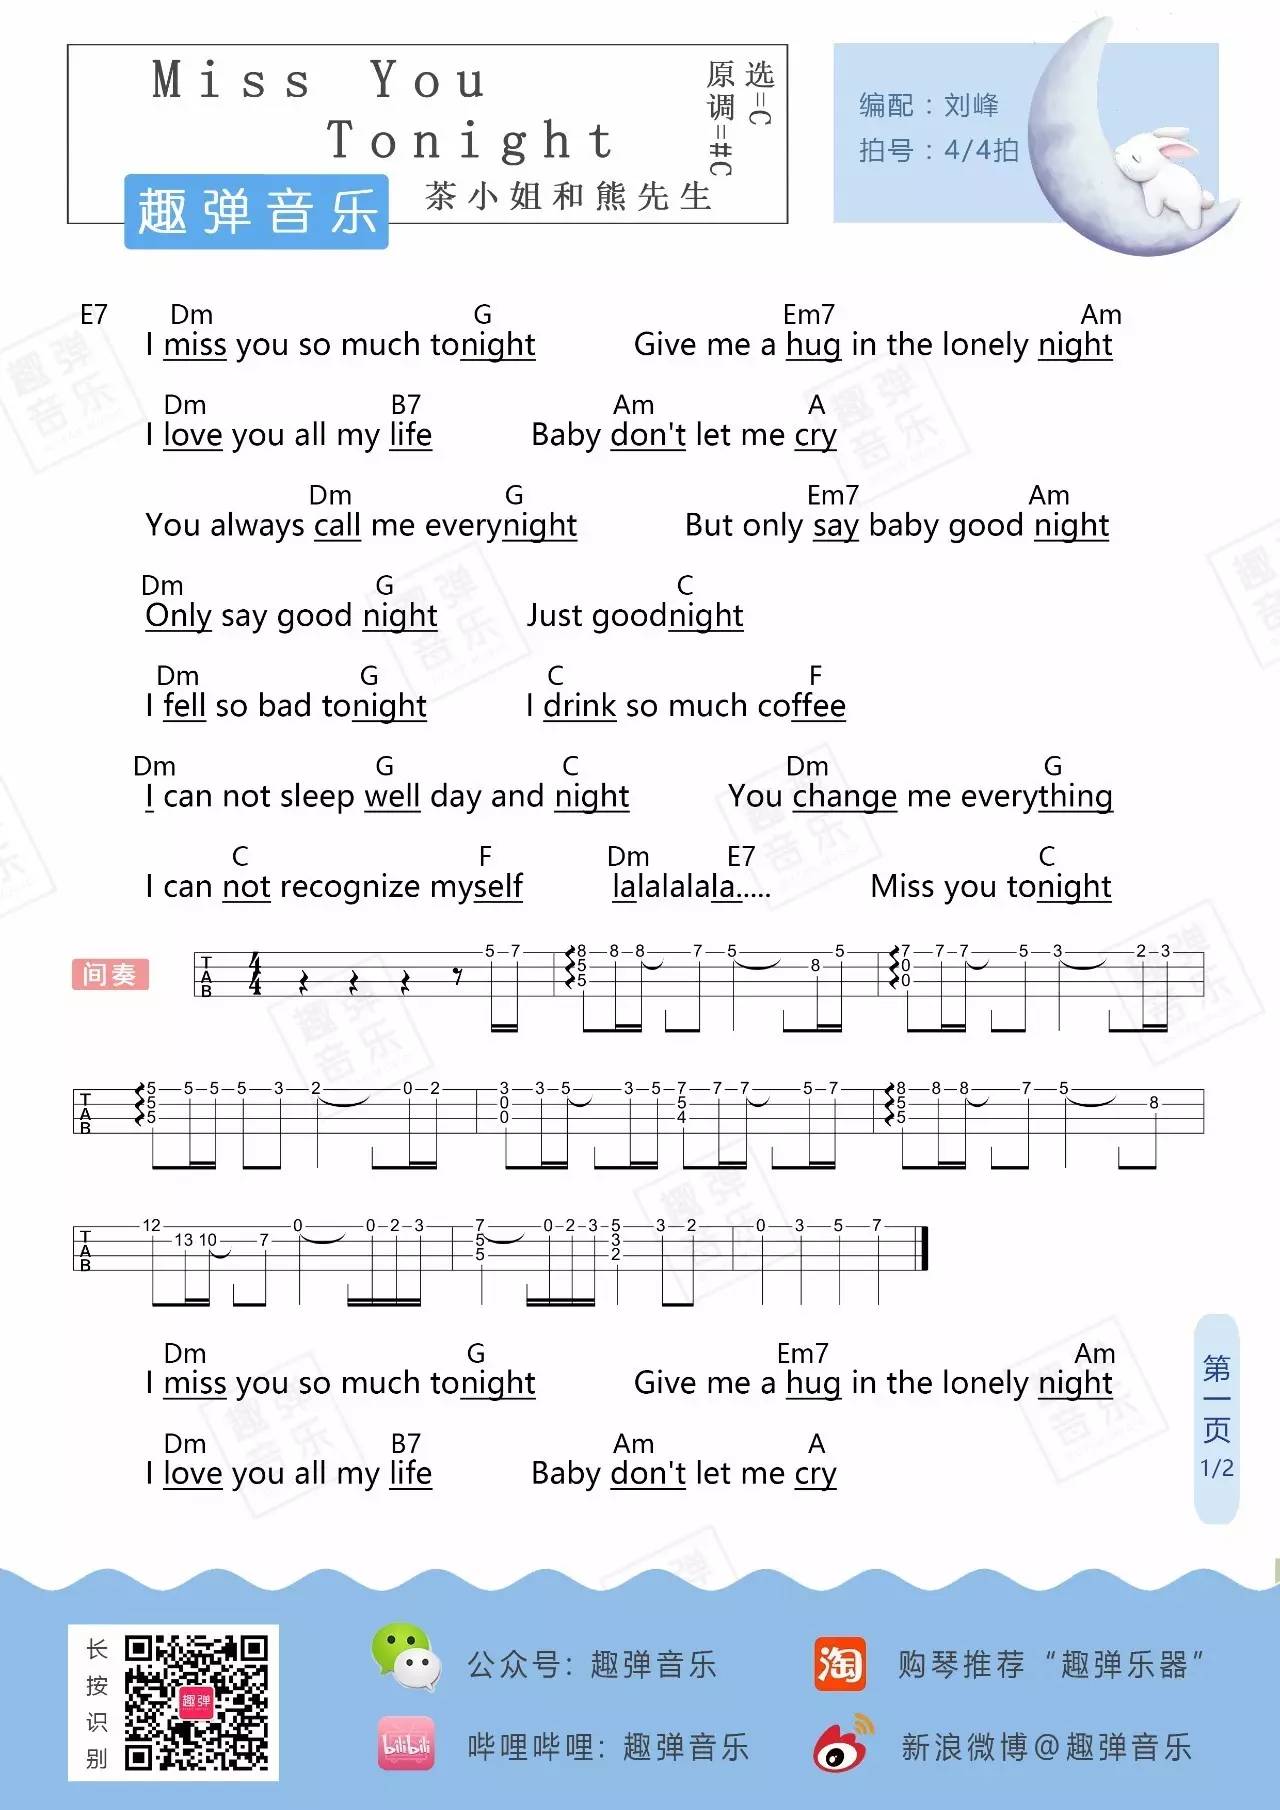 Miss You
Tonight
原调=#C
选=C
趣弹音乐
茶小姐和熊先生
编配：刘峰
拍号：4/4拍
E7 Dm G Em7 Am
I miss you so much tonight Give me a hug in the lonely night
Dm B7 Am A
I love you all my life Baby don't let me cry
Dm G Em7 Am
You always call me everynight But only say baby good night
Dm G C
Only say good night Just goodnight
Dm G C F
I fell so bad tonight I drink so much coffee
Dm G C Dm G
I can not sleep well day and night You change me everything
C F Dm E7 C
I can not recognize myself lalalalala..... Miss you tonight
间奏
T A B 4/4 5 7 8 5 5 8 8 7 5 8 5 7 0 0 7 7 5 3 2 3
T A B 5 5 5 5 5 5 3 2 0 2 3 0 0 3 5 3 5 7 5 4 7 7 5 7 8 5 5 8 8 7 5 8
T A B 12 13 10 7 0 0 2 3 7 5 5 0 2 3 5 3 2 3 2 0 3 5 7
Dm G Em7 Am
I miss you so much tonight Give me a hug in the lonely night
Dm B7 Am A
I love you all my life Baby don't let me cry
第一页
1/2
长按识别
趣弹
公众号: 趣弹音乐
淘
购琴推荐“趣弹乐器”
bilibili
哔哩哔哩: 趣弹音乐
新浪微博@趣弹音乐